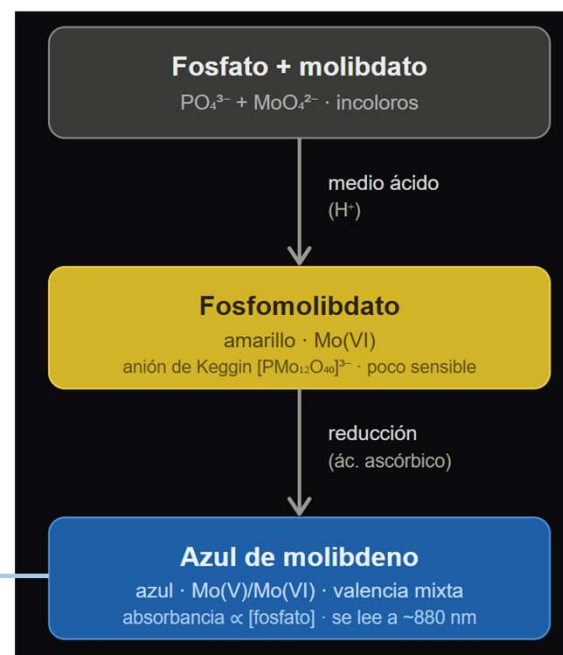 Fosfato + molibdato
PO₄³⁻ + MoO₄²⁻ · incoloros
medio ácido
(H⁺)
Fosfomolibdato
amarillo · Mo(VI)
anión de Keggin [PMo₁₂O₄₀]³⁻ · poco sensible
reducción
(ác. ascórbico)
Azul de molibdeno
azul · Mo(V)/Mo(VI) · valencia mixta
absorbancia ∝ [fosfato] · se lee a ~880 nm